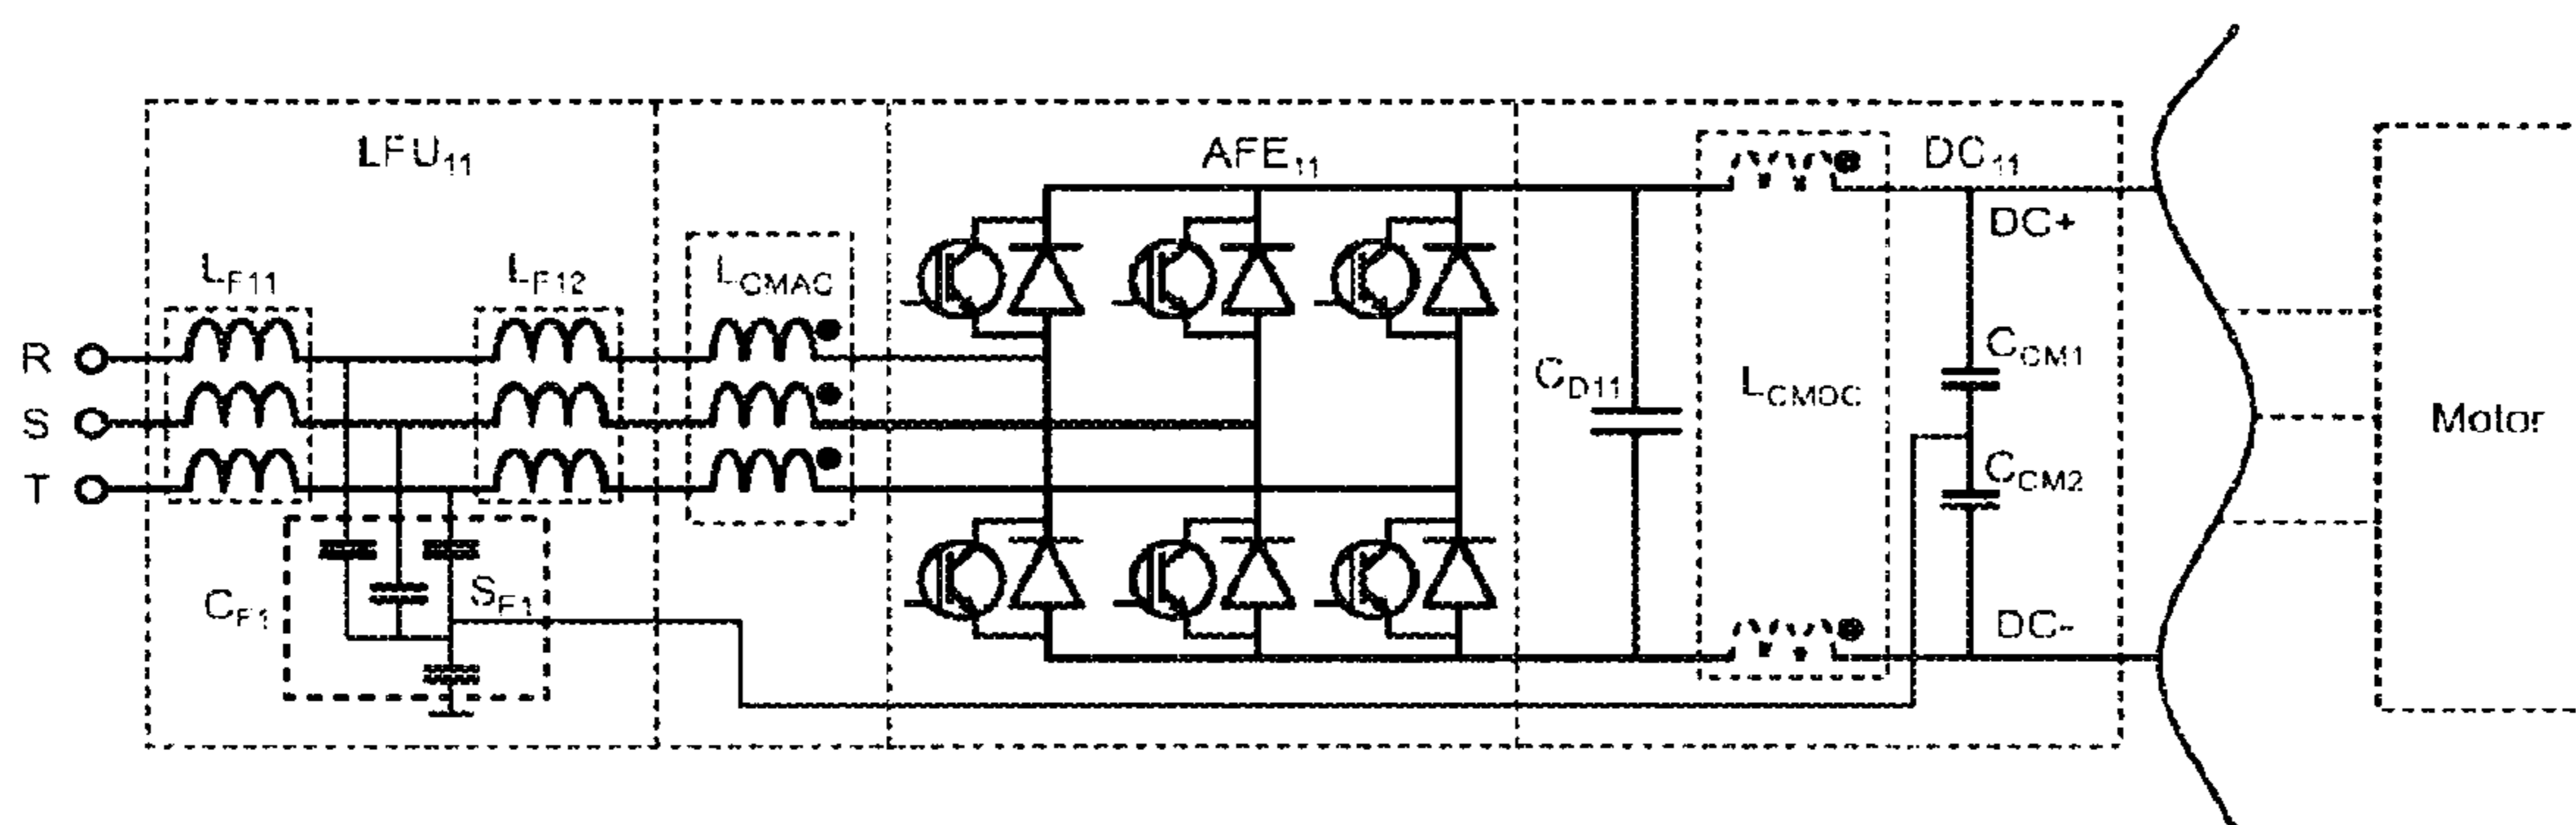 LFU11
AFE11
DC11
DC+
LF11
LF12
LCMAC
R
S
T
CD11
LCMDC
CCM1
CCM2
Motor
CF1
SF1
DC-